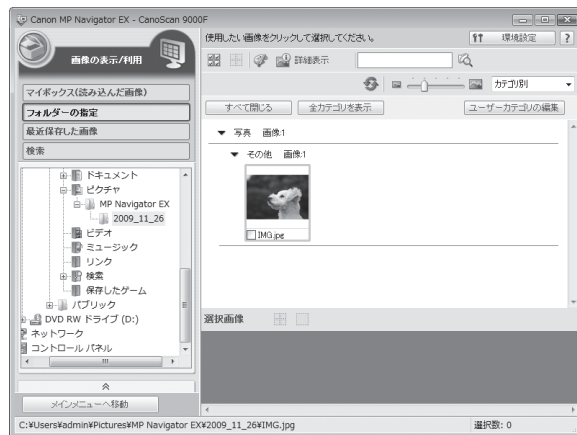 Canon MP Navigator EX - CanoScan 9000F
画像の表示/利用
マイボックス(読み込んだ画像)
フォルダーの指定
最近保存した画像
検索
ドキュメント
ピクチャ
MP Navigator EX
2009_11_26
ビデオ
ミュージック
リンク
検索
保存したゲーム
パブリック
DVD RW ドライブ (D:)
ネットワーク
コントロール パネル
メインメニューへ移動
使用したい画像をクリックして選択してください。
環境設定
?
詳細表示
カテゴリ別
すべて閉じる
全カテゴリを表示
ユーザーカテゴリの編集
▼ 写真 画像:1
▼ その他 画像:1
IMG.jpg
選択画像
C:¥Users¥admin¥Pictures¥MP Navigator EX¥2009_11_26¥IMG.jpg
選択数: 0